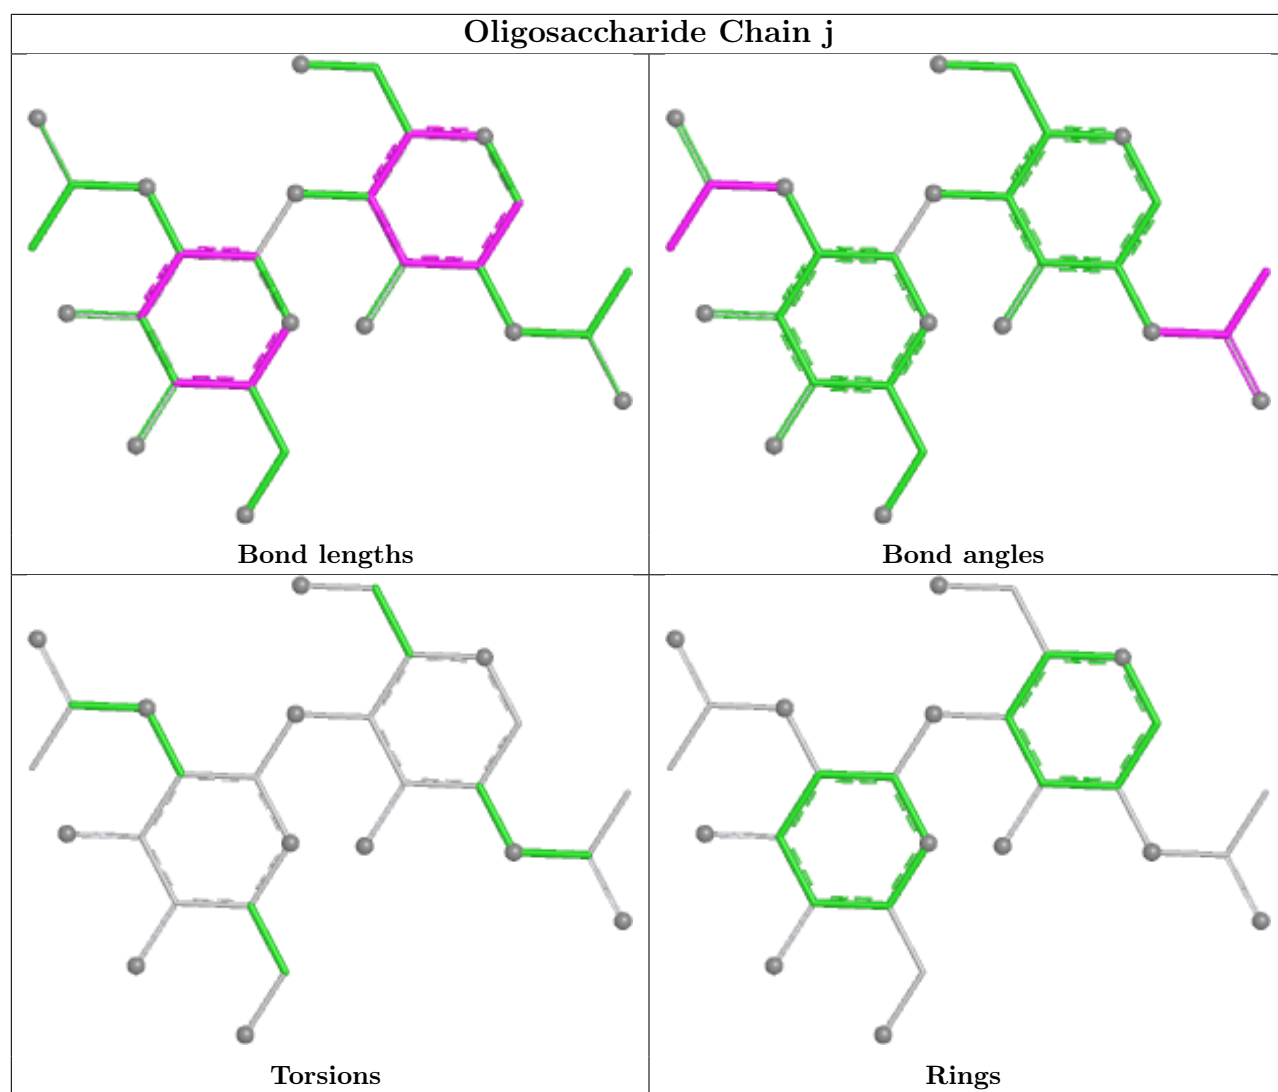 Oligosaccharide Chain j
Bond lengths
Bond angles
Torsions
Rings